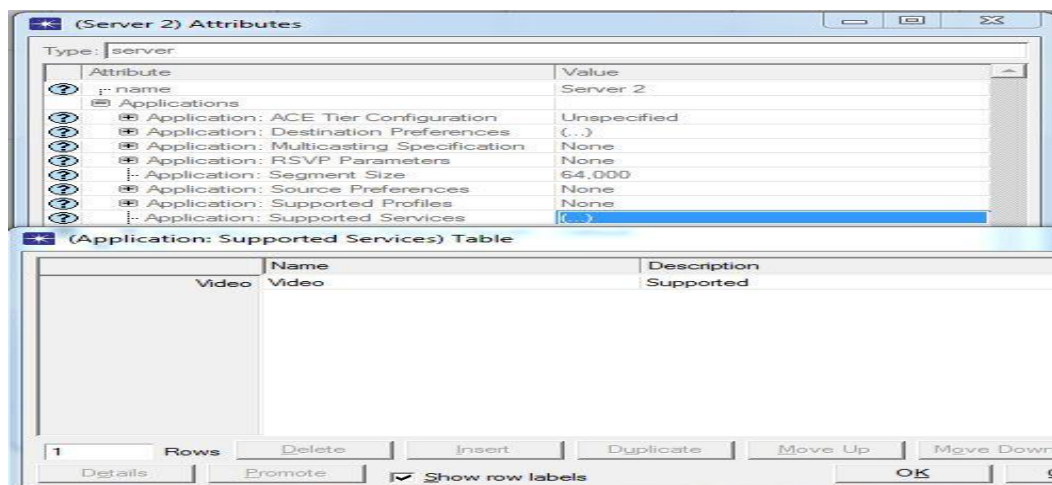 (Server 2) Attributes
Type: server
Attribute Value
name Server 2
Applications
Application: ACE Tier Configuration Unspecified
Application: Destination Preferences (...)
Application: Multicasting Specification None
Application: RSVP Parameters None
Application: Segment Size 64,000
Application: Source Preferences None
Application: Supported Profiles None
Application: Supported Services (...)
(Application: Supported Services) Table
Name Description
Video Video Supported
1 Rows Delete Insert Duplicate Move Up Move Down
Details Promote Show row labels OK